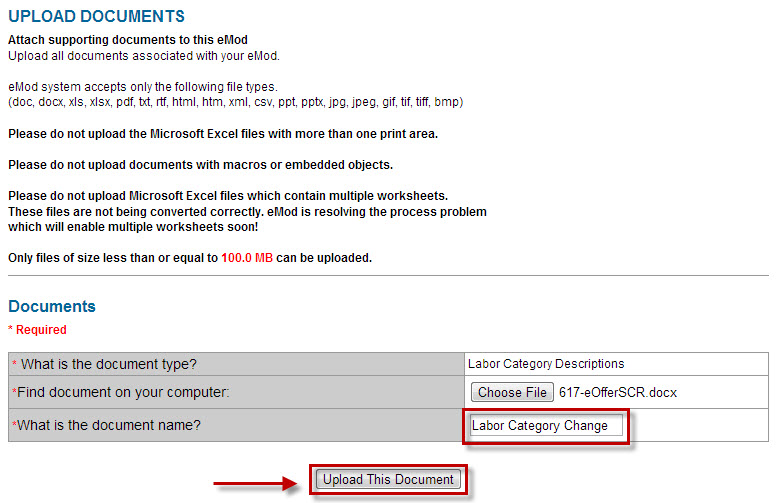 UPLOAD DOCUMENTS
Attach supporting documents to this eMod
Upload all documents associated with your eMod.
eMod system accepts only the following file types.
(doc, docx, xls, xlsx, pdf, txt, rtf, html, htm, xml, csv, ppt, pptx, jpg, jpeg, gif, tif, tiff, bmp)
Please do not upload the Microsoft Excel files with more than one print area.
Please do not upload documents with macros or embedded objects.
Please do not upload Microsoft Excel files which contain multiple worksheets.
These files are not being converted correctly. eMod is resolving the process problem
which will enable multiple worksheets soon!
Only files of size less than or equal to 100.0 MB can be uploaded.
Documents
* Required
* What is the document type? Labor Category Descriptions
*Find document on your computer: Choose File 617-eOfferSCR.docx
*What is the document name? Labor Category Change
Upload This Document